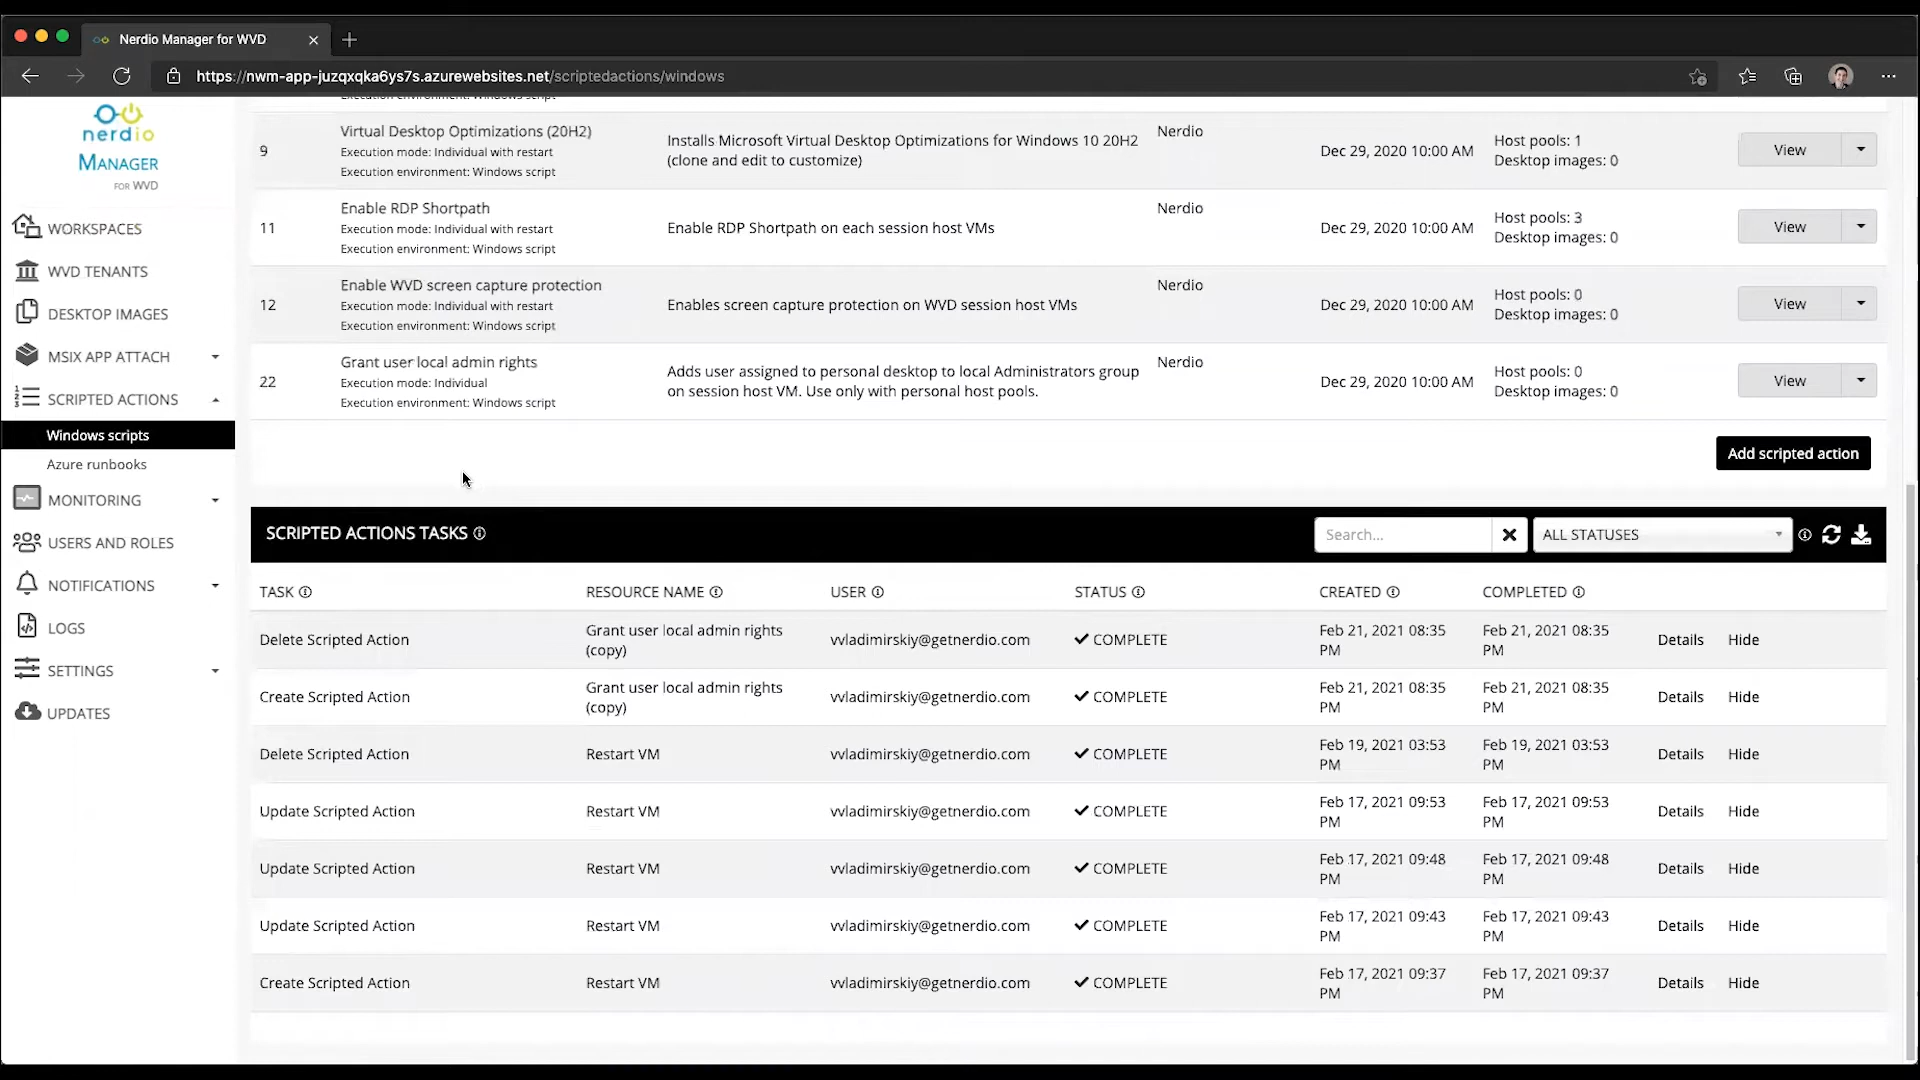 Nerdio Manager for WVD
https://nwm-app-juzqxqka6ys7s.azurewebsites.net/scriptedactions/windows
nerdio
MANAGER
FOR WVD
WORKSPACES
WVD TENANTS
DESKTOP IMAGES
MSIX APP ATTACH
SCRIPTED ACTIONS
Windows scripts
Azure runbooks
MONITORING
USERS AND ROLES
NOTIFICATIONS
LOGS
SETTINGS
UPDATES
Execution environment: Windows script
9
Virtual Desktop Optimizations (20H2)
Execution mode: Individual with restart
Execution environment: Windows script
Installs Microsoft Virtual Desktop Optimizations for Windows 10 20H2
(clone and edit to customize)
Nerdio
Dec 29, 2020 10:00 AM
Host pools: 1
Desktop images: 0
View
11
Enable RDP Shortpath
Execution mode: Individual with restart
Execution environment: Windows script
Enable RDP Shortpath on each session host VMs
Nerdio
Dec 29, 2020 10:00 AM
Host pools: 3
Desktop images: 0
View
12
Enable WVD screen capture protection
Execution mode: Individual with restart
Execution environment: Windows script
Enables screen capture protection on WVD session host VMs
Nerdio
Dec 29, 2020 10:00 AM
Host pools: 0
Desktop images: 0
View
22
Grant user local admin rights
Execution mode: Individual
Execution environment: Windows script
Adds user assigned to personal desktop to local Administrators group
on session host VM. Use only with personal host pools.
Nerdio
Dec 29, 2020 10:00 AM
Host pools: 0
Desktop images: 0
View
Add scripted action
SCRIPTED ACTIONS TASKS
Search...
ALL STATUSES
TASK RESOURCE NAME USER STATUS CREATED COMPLETED
Delete Scripted Action
Grant user local admin rights
(copy)
vvladimirskiy@getnerdio.com
COMPLETE
Feb 21, 2021 08:35
PM
Feb 21, 2021 08:35
PM
Details Hide
Create Scripted Action
Grant user local admin rights
(copy)
vvladimirskiy@getnerdio.com
COMPLETE
Feb 21, 2021 08:35
PM
Feb 21, 2021 08:35
PM
Details Hide
Delete Scripted Action
Restart VM
vvladimirskiy@getnerdio.com
COMPLETE
Feb 19, 2021 03:53
PM
Feb 19, 2021 03:53
PM
Details Hide
Update Scripted Action
Restart VM
vvladimirskiy@getnerdio.com
COMPLETE
Feb 17, 2021 09:53
PM
Feb 17, 2021 09:53
PM
Details Hide
Update Scripted Action
Restart VM
vvladimirskiy@getnerdio.com
COMPLETE
Feb 17, 2021 09:48
PM
Feb 17, 2021 09:48
PM
Details Hide
Update Scripted Action
Restart VM
vvladimirskiy@getnerdio.com
COMPLETE
Feb 17, 2021 09:43
PM
Feb 17, 2021 09:43
PM
Details Hide
Create Scripted Action
Restart VM
vvladimirskiy@getnerdio.com
COMPLETE
Feb 17, 2021 09:37
PM
Feb 17, 2021 09:37
PM
Details Hide